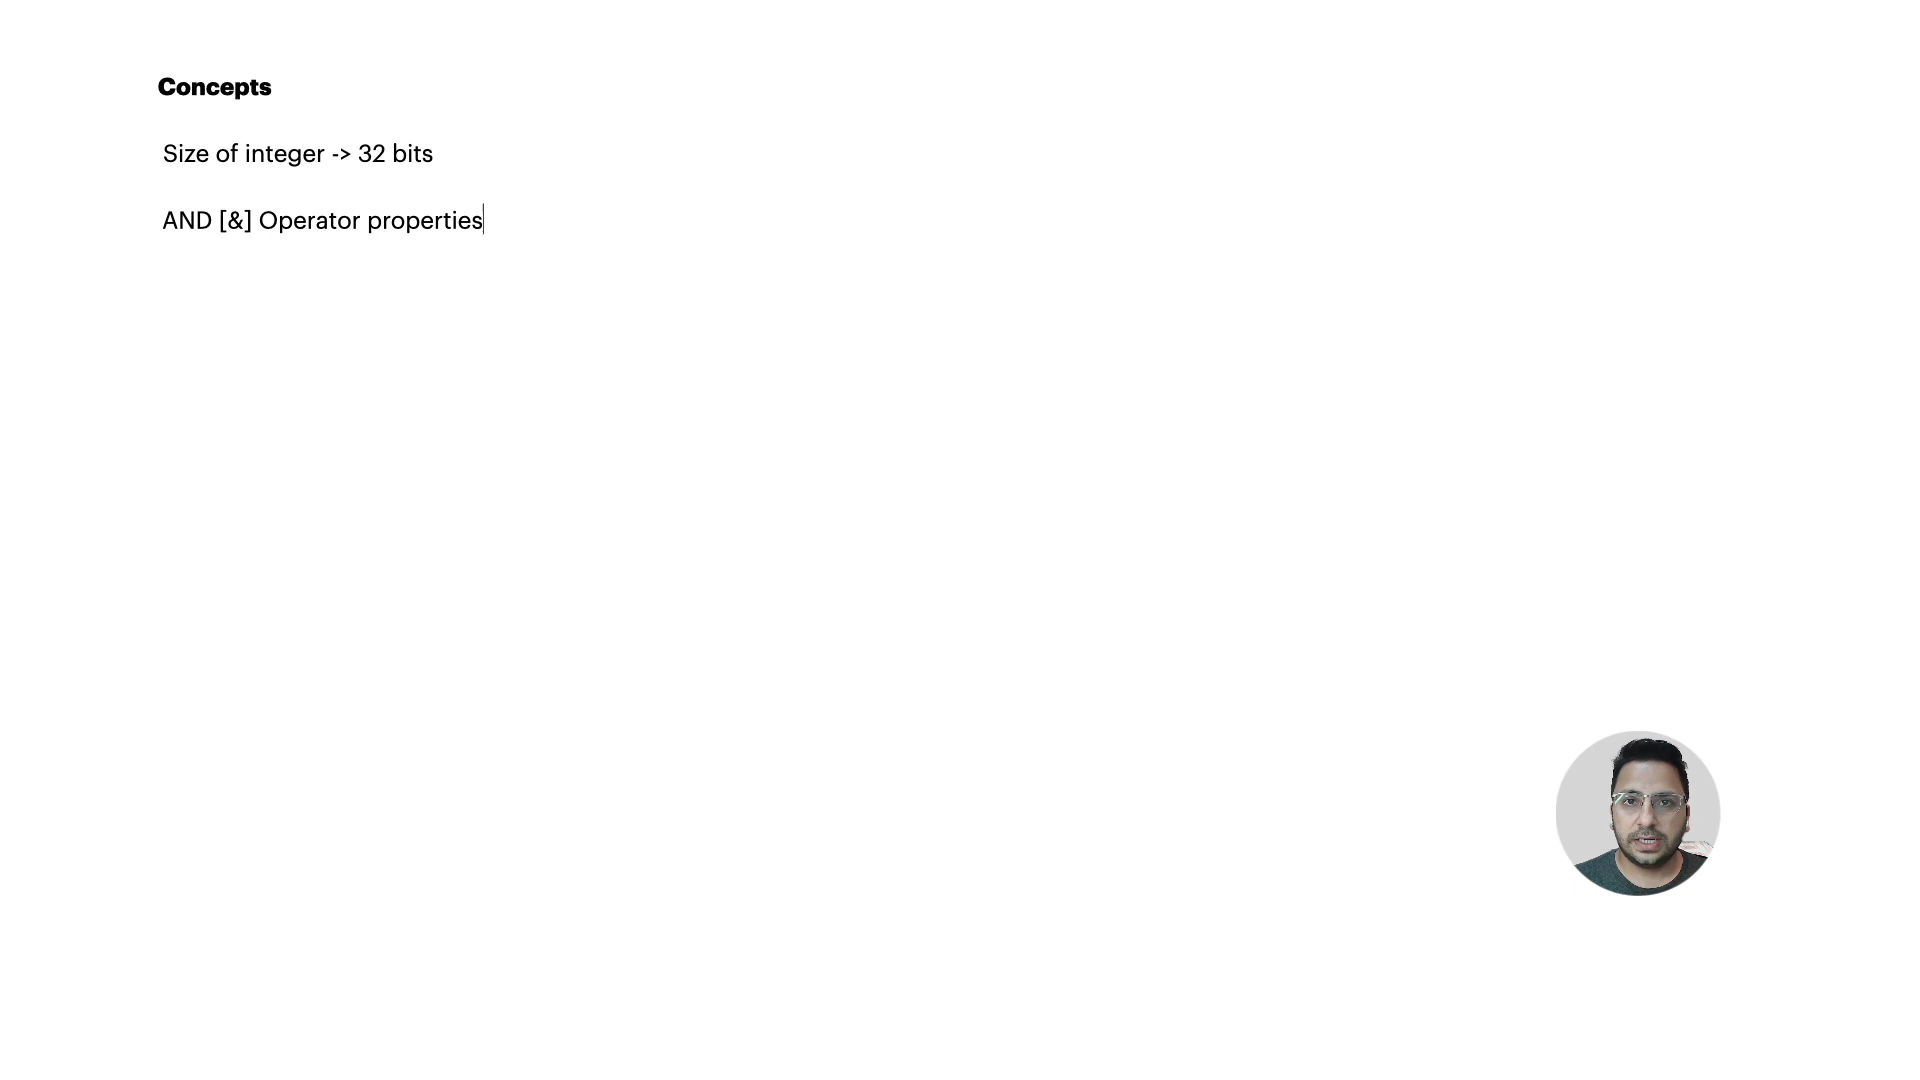 Concepts
Size of integer -> 32 bits
AND [&] Operator properties